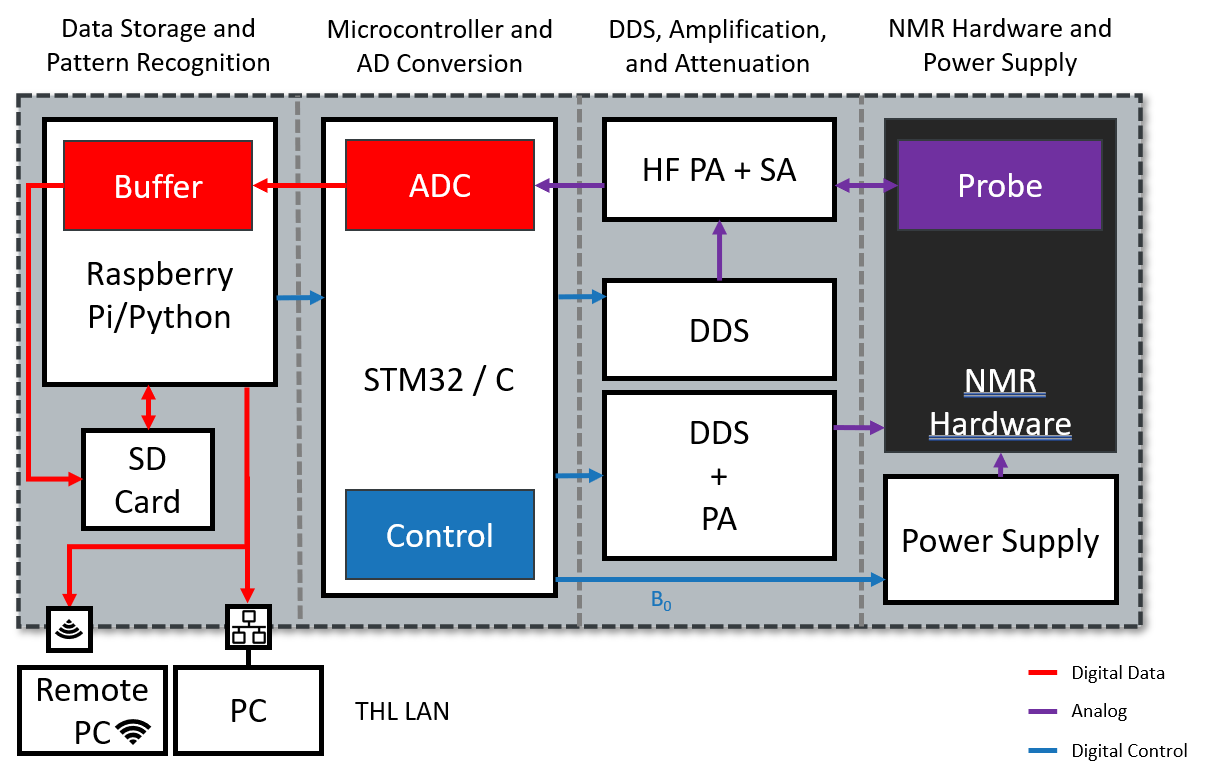 Data Storage and
Pattern Recognition
Microcontroller and
AD Conversion
DDS, Amplification,
and Attenuation
NMR Hardware and
Power Supply
Buffer
Raspberry
Pi/Python
SD
Card
ADC
STM32 / C
Control
HF PA + SA
DDS
DDS
+
PA
B₀
Probe
NMR
Hardware
Power Supply
Remote
PC
PC
THL LAN
Digital Data
Analog
Digital Control